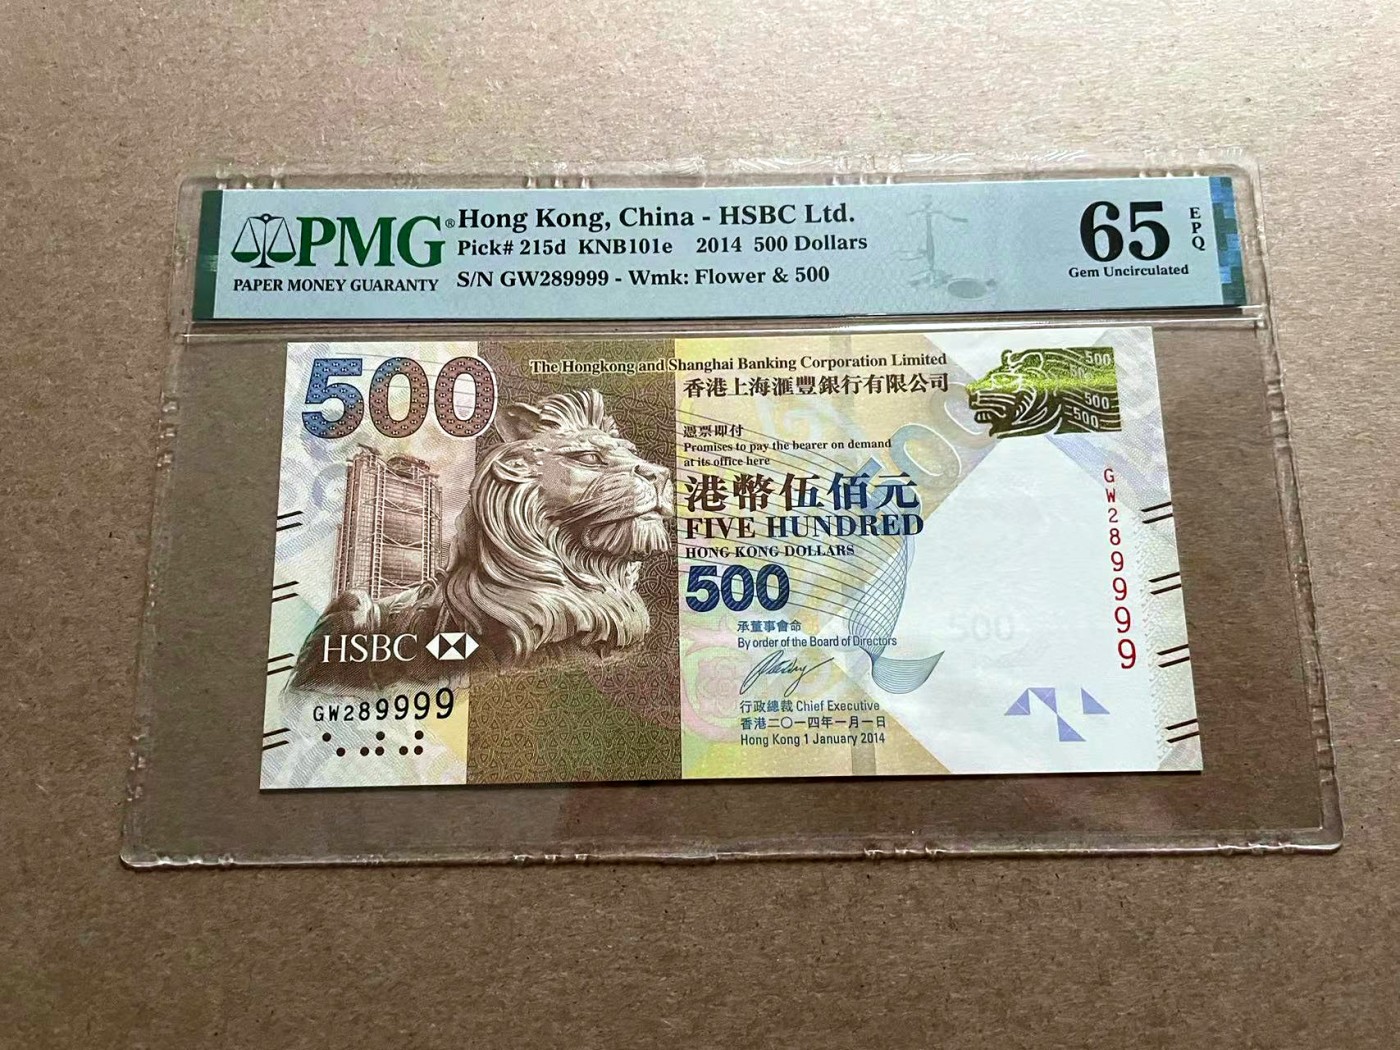 PMG®
PAPER MONEY GUARANTY
Hong Kong, China - HSBC Ltd.
Pick# 215d KNB101e 2014 500 Dollars
S/N GW289999 - Wmk: Flower & 500
65
EPQ
Gem Uncirculated
500
The Hongkong and Shanghai Banking Corporation Limited
香港上海滙豐銀行有限公司
500
500
500
500
憑票即付
Promises to pay the bearer on demand
at its office here
港幣伍佰元
FIVE HUNDRED
HONG KONG DOLLARS
500
500
500
承董事會命
By order of the Board of Directors
行政總裁 Chief Executive
香港二〇一四年一月一日
Hong Kong 1 January 2014
HSBC
GW289999
GW289999